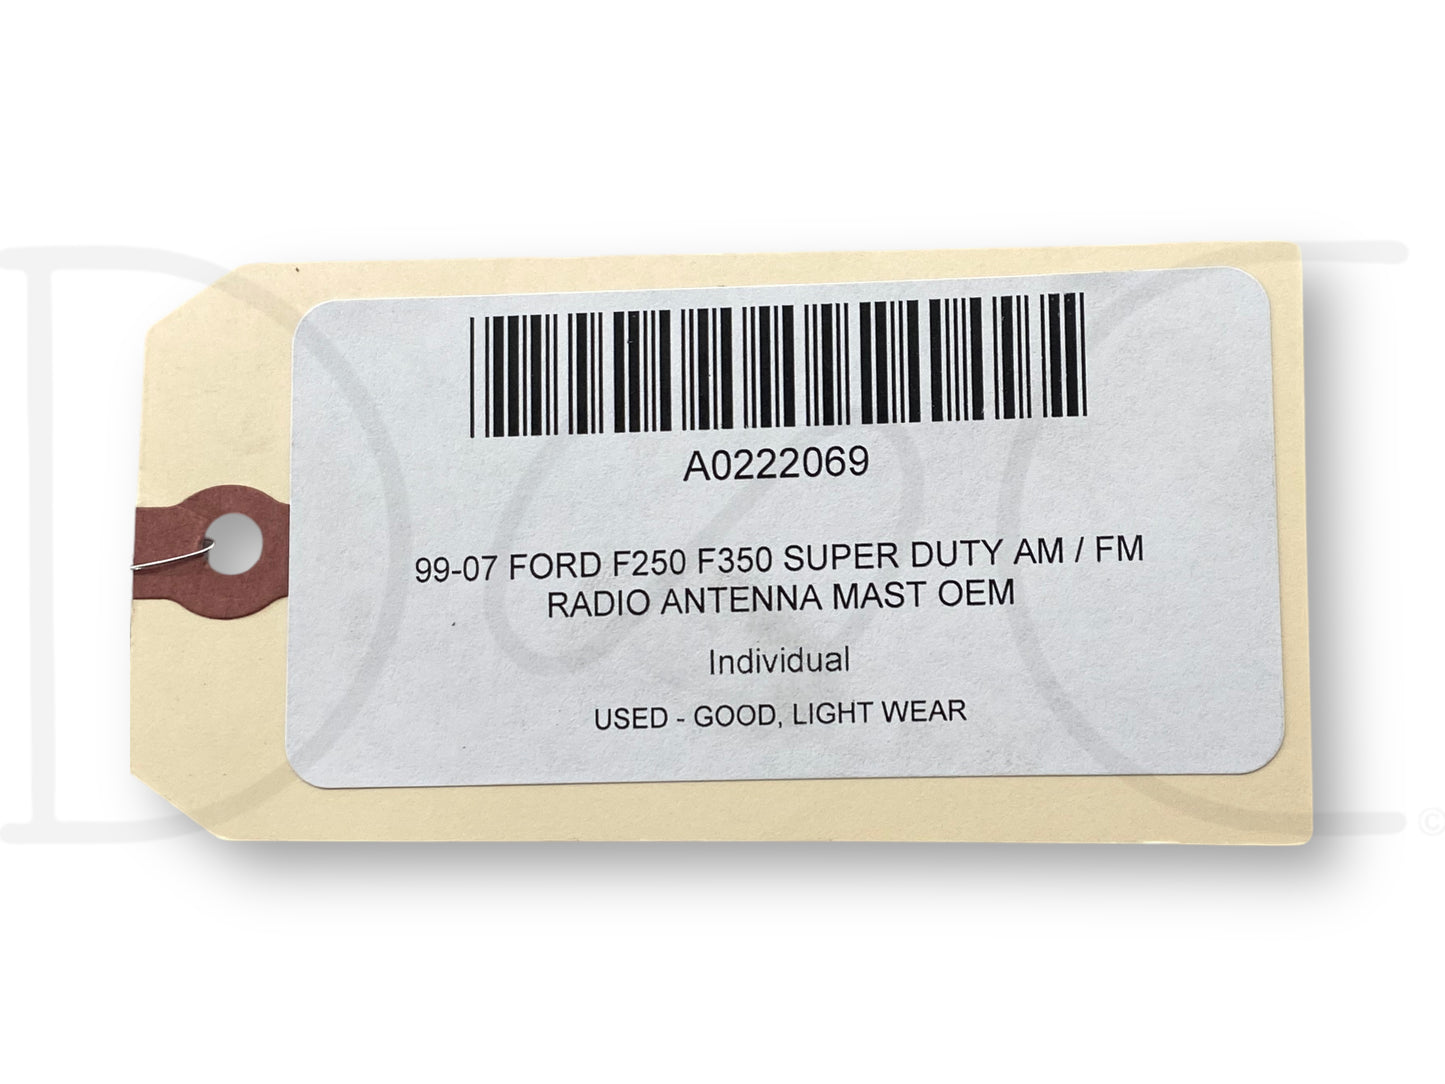 A0222069
99-07 FORD F250 F350 SUPER DUTY AM / FM
RADIO ANTENNA MAST OEM
Individual
USED - GOOD, LIGHT WEAR
©